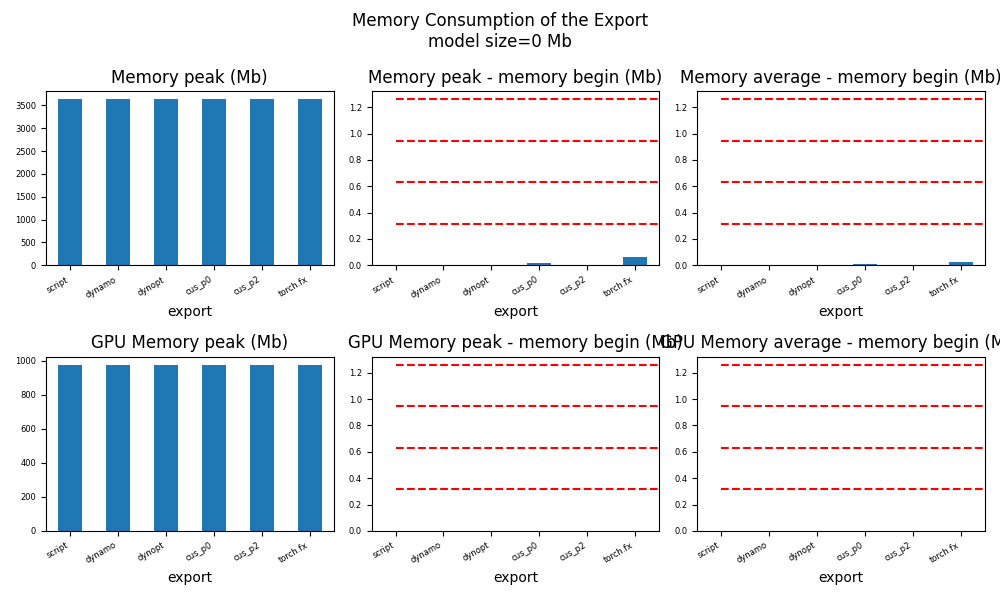 Memory Consumption of the Export
model size=0 Mb
Memory peak (Mb)
3500
3000
2500
2000
1500
1000
500
0
script
dynamo
dynopt
cus_p0
cus_p2
torch.fx
export
Memory peak - memory begin (Mb)
1.2
1.0
0.8
0.6
0.4
0.2
0.0
script
dynamo
dynopt
cus_p0
cus_p2
torch.fx
export
Memory average - memory begin (Mb)
1.2
1.0
0.8
0.6
0.4
0.2
0.0
script
dynamo
dynopt
cus_p0
cus_p2
torch.fx
export
GPU Memory peak (Mb)
1000
800
600
400
200
0
script
dynamo
dynopt
cus_p0
cus_p2
torch.fx
export
GPU Memory peak - memory begin (Mb)
1.2
1.0
0.8
0.6
0.4
0.2
0.0
script
dynamo
dynopt
cus_p0
cus_p2
torch.fx
export
GPU Memory average - memory begin (M
1.2
1.0
0.8
0.6
0.4
0.2
0.0
script
dynamo
dynopt
cus_p0
cus_p2
torch.fx
export